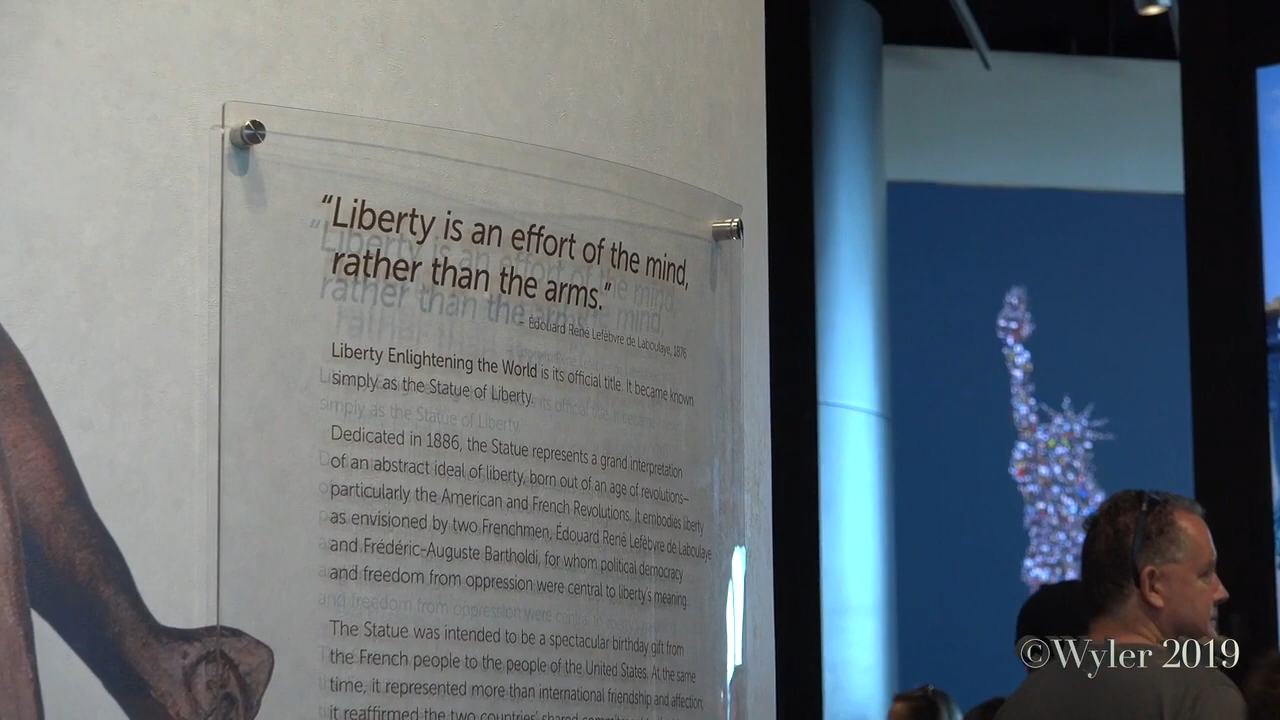 “Liberty is an effort of the mind,
rather than the arms.”
– Édouard René Lefèbvre de Laboulaye, 1876
Liberty Enlightening the World is its official title. It became known
simply as the Statue of Liberty.
Dedicated in 1886, the Statue represents a grand interpretation
of an abstract ideal of liberty, born out of an age of revolutions–
particularly the American and French Revolutions. It embodies liberty
as envisioned by two Frenchmen, Édouard René Lefèbvre de Laboulaye
and Frédéric-Auguste Bartholdi, for whom political democracy
and freedom from oppression were central to liberty's meaning.
The Statue was intended to be a spectacular birthday gift from
the French people to the people of the United States. At the same
time, it represented more than international friendship and affection;
it reaffirmed the two countries' shared
©Wyler 2019